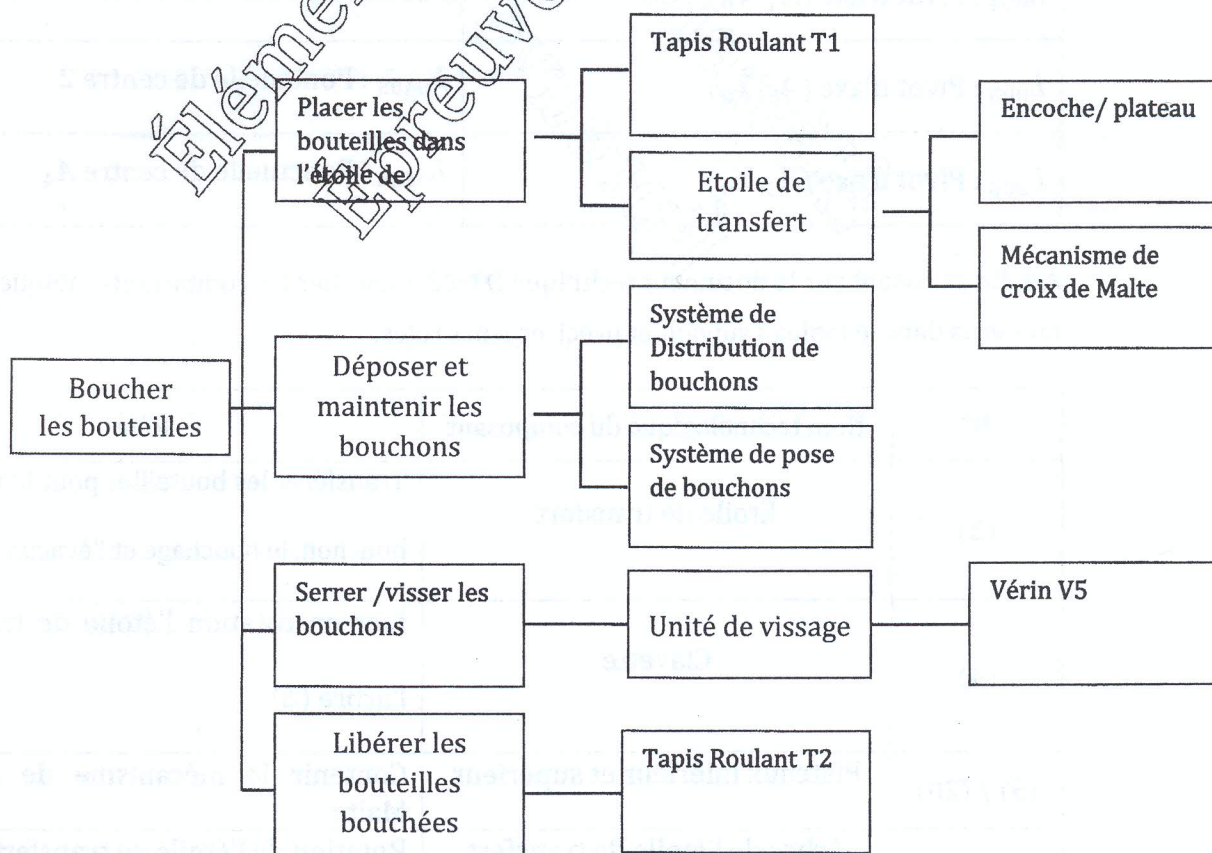 Éléme
Épreuve
Placer les
bouteilles dans
l'étoile de
Tapis Roulant T1
Etoile de
transfert
Encoche/ plateau
Mécanisme de
croix de Malte
Boucher
les bouteilles
Déposer et
maintenir les
bouchons
Système de
Distribution de
bouchons
Système de pose
de bouchons
Serrer /visser les
bouchons
Unité de vissage
Vérin V5
Libérer les
bouteilles
bouchées
Tapis Roulant T2